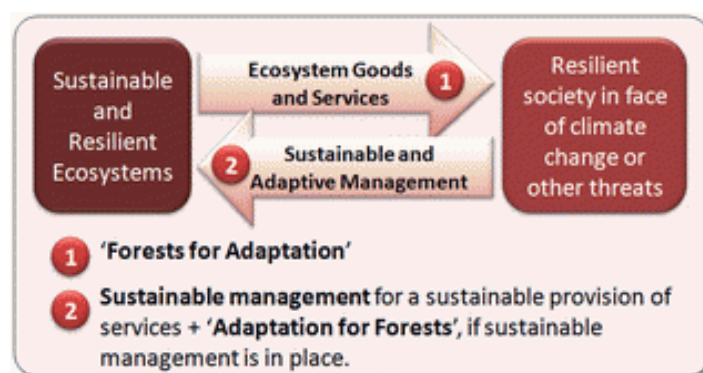 Sustainable
and
Resilient
Ecosystems
Ecosystem Goods
and Services
1
2
Sustainable and
Adaptive Management
Resilient
society in face
of climate
change or
other threats
1 ‘Forests for Adaptation’
2 Sustainable management for a sustainable provision of
services + ‘Adaptation for Forests’, if sustainable
management is in place.